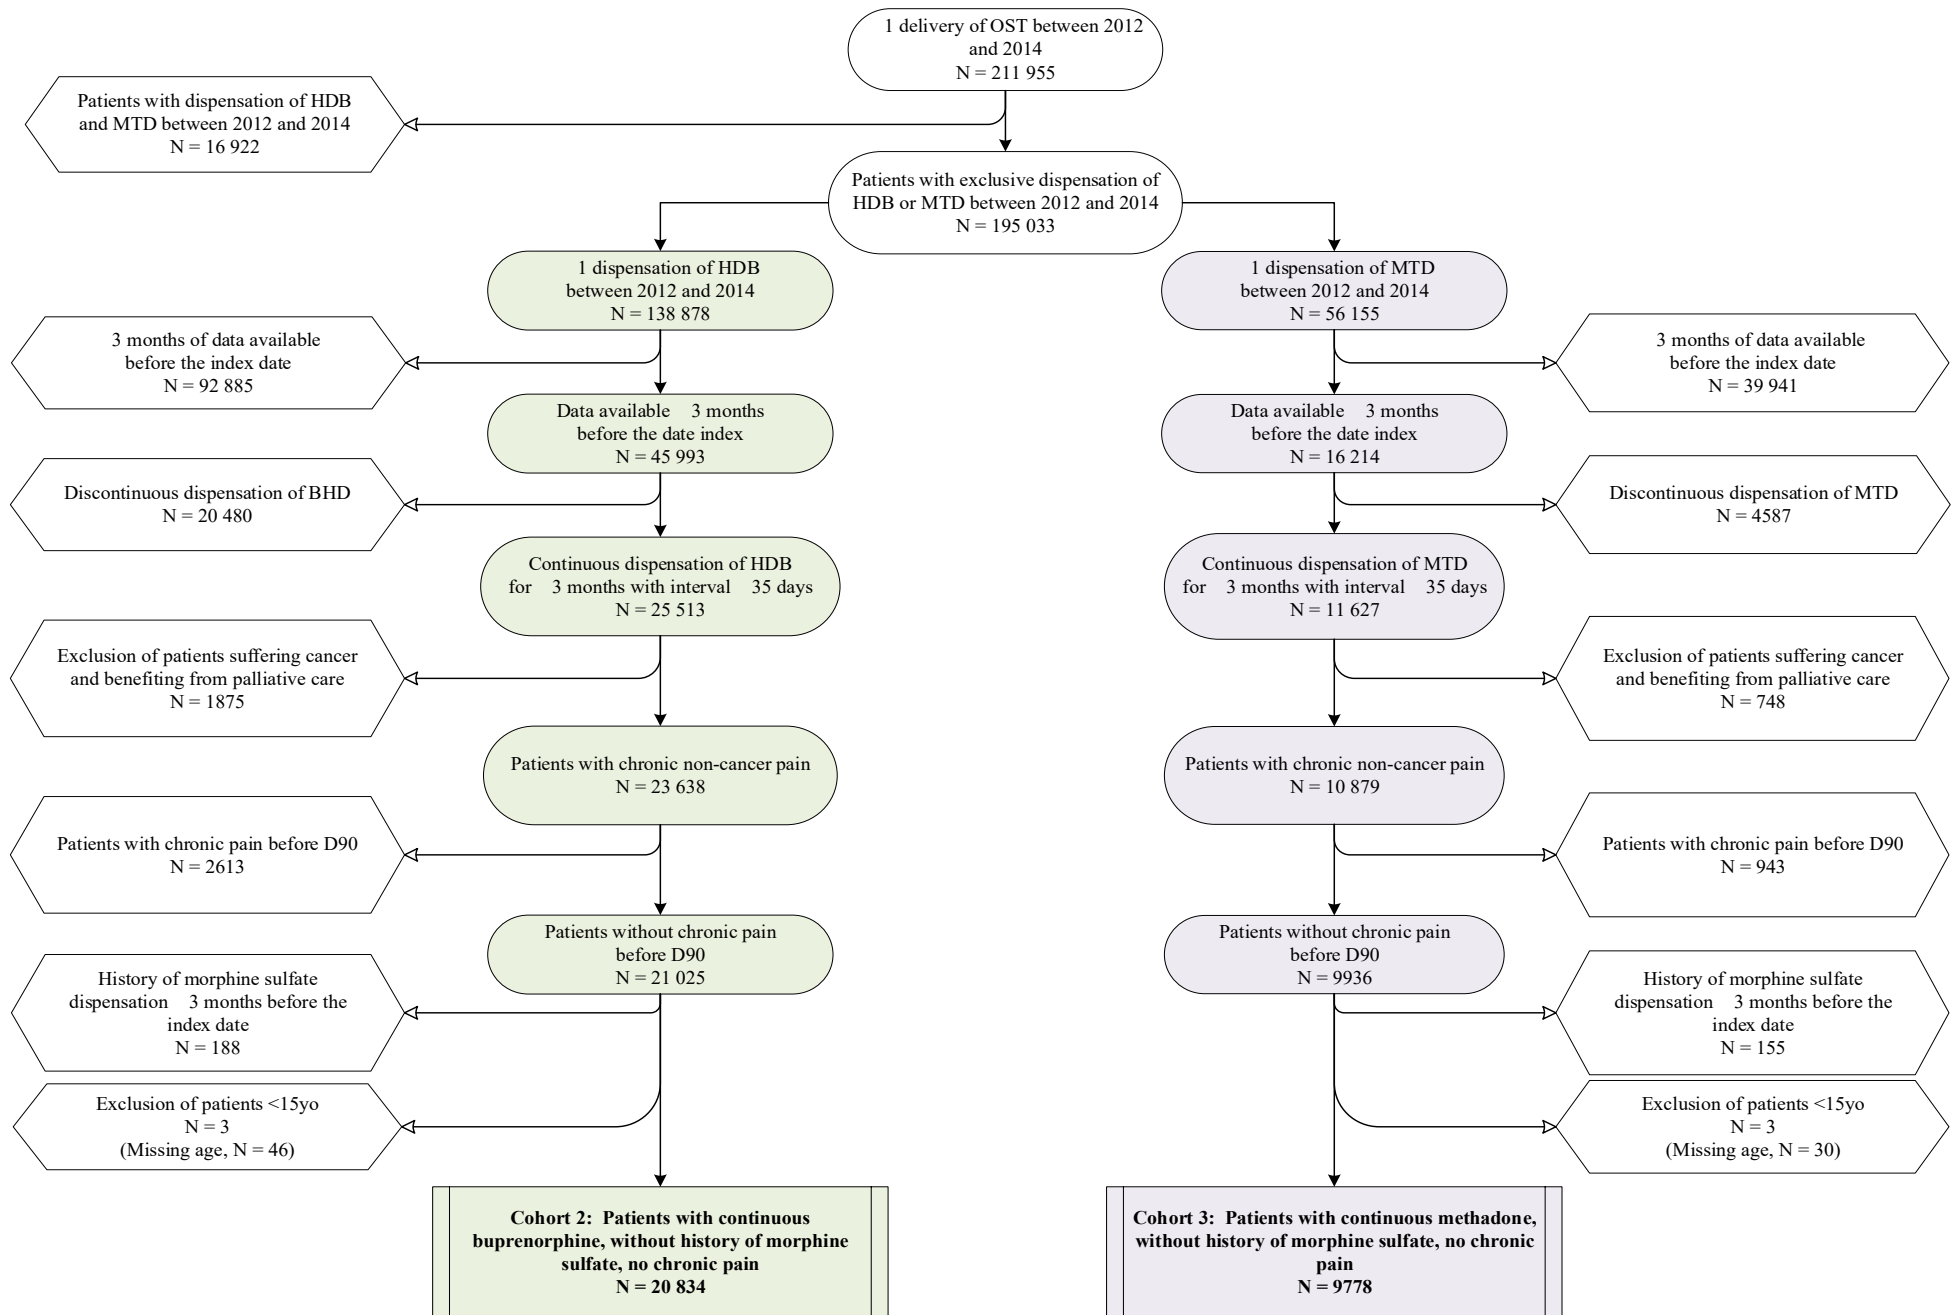 1 delivery of OST between 2012
and 2014
N = 211 955
Patients with dispensation of HDB
and MTD between 2012 and 2014
N = 16 922
Patients with exclusive dispensation of
HDB or MTD between 2012 and 2014
N = 195 033
1 dispensation of HDB
between 2012 and 2014
N = 138 878
1 dispensation of MTD
between 2012 and 2014
N = 56 155
3 months of data available
before the index date
N = 92 885
3 months of data available
before the index date
N = 39 941
Data available 3 months
before the date index
N = 45 993
Data available 3 months
before the date index
N = 16 214
Discontinuous dispensation of BHD
N = 20 480
Discontinuous dispensation of MTD
N = 4587
Continuous dispensation of HDB
for 3 months with interval 35 days
N = 25 513
Continuous dispensation of MTD
for 3 months with interval 35 days
N = 11 627
Exclusion of patients suffering cancer
and benefiting from palliative care
N = 1875
Exclusion of patients suffering cancer
and benefiting from palliative care
N = 748
Patients with chronic non-cancer pain
N = 23 638
Patients with chronic non-cancer pain
N = 10 879
Patients with chronic pain before D90
N = 2613
Patients with chronic pain before D90
N = 943
Patients without chronic pain
before D90
N = 21 025
Patients without chronic pain
before D90
N = 9936
History of morphine sulfate
dispensation 3 months before the
index date
N = 188
History of morphine sulfate
dispensation 3 months before the
index date
N = 155
Exclusion of patients <15yo
N = 3
(Missing age, N = 46)
Exclusion of patients <15yo
N = 3
(Missing age, N = 30)
Cohort 2: Patients with continuous
buprenorphine, without history of morphine
sulfate, no chronic pain
N = 20 834
Cohort 3: Patients with continuous methadone,
without history of morphine sulfate, no chronic
pain
N = 9778